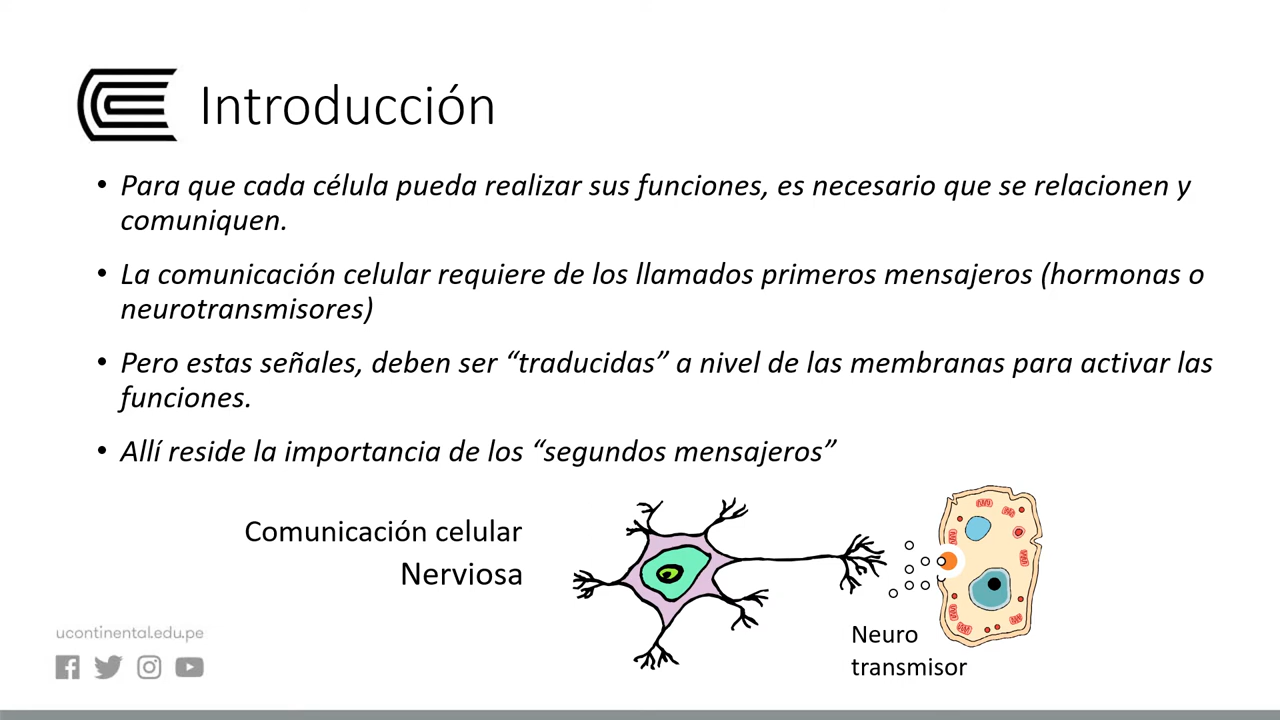 Introducción
• Para que cada célula pueda realizar sus funciones, es necesario que se relacionen y
comuniquen.
• La comunicación celular requiere de los llamados primeros mensajeros (hormonas o
neurotransmisores)
• Pero estas señales, deben ser “traducidas” a nivel de las membranas para activar las
funciones.
• Allí reside la importancia de los “segundos mensajeros”
Comunicación celular
Nerviosa
Neuro
transmisor
ucontinental.edu.pe